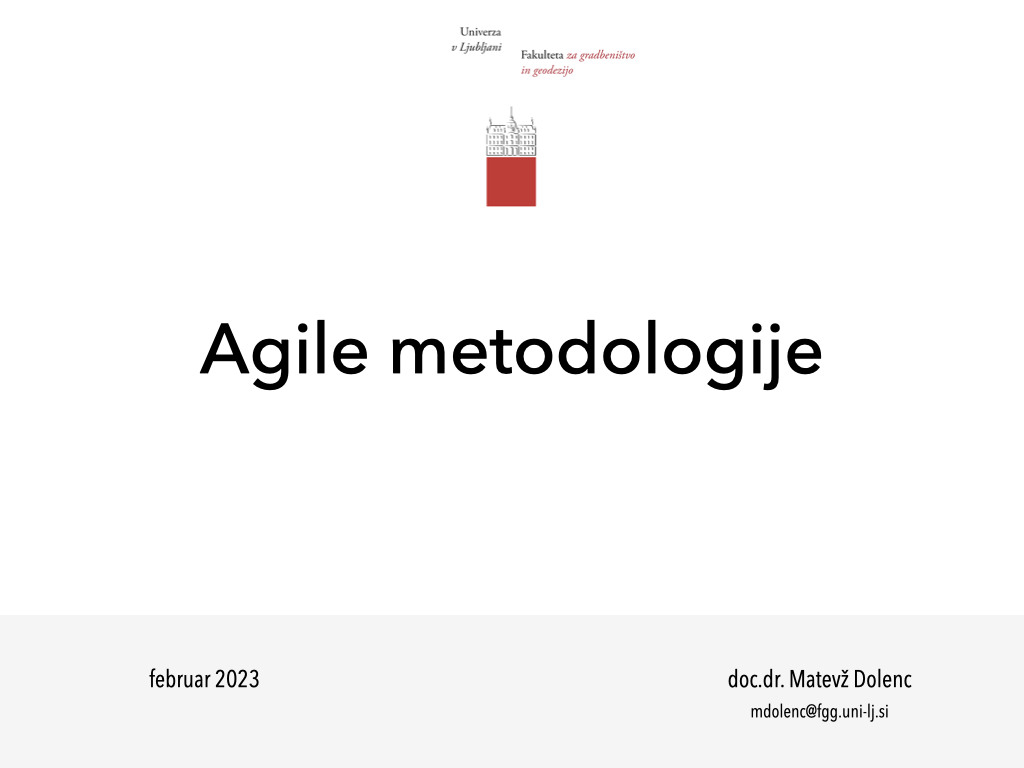 Univerza
v Ljubljani
Fakulteta za gradbeništvo
in geodezijo
Agile metodologije
februar 2023
doc.dr. Matevž Dolenc
mdolenc@fgg.uni-lj.si